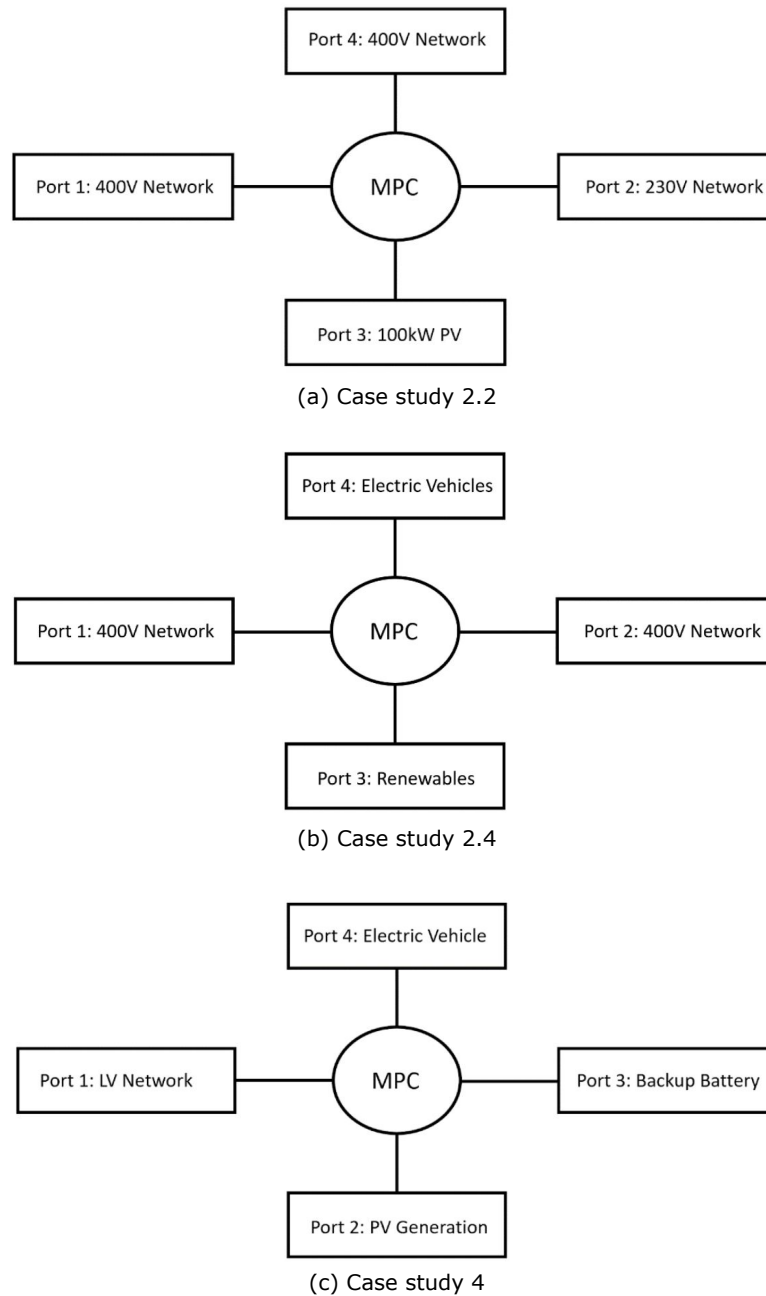 Port 4: 400V Network
Port 1: 400V Network
MPC
Port 2: 230V Network
Port 3: 100kW PV
(a) Case study 2.2
Port 4: Electric Vehicles
Port 1: 400V Network
MPC
Port 2: 400V Network
Port 3: Renewables
(b) Case study 2.4
Port 4: Electric Vehicle
Port 1: LV Network
MPC
Port 3: Backup Battery
Port 2: PV Generation
(c) Case study 4